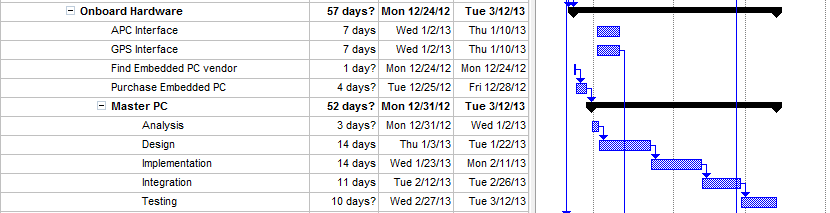 Onboard Hardware 57 days? Mon 12/24/12 Tue 3/12/13
APC Interface 7 days Wed 1/2/13 Thu 1/10/13
GPS Interface 7 days Wed 1/2/13 Thu 1/10/13
Find Embedded PC vendor 1 day? Mon 12/24/12 Mon 12/24/12
Purchase Embedded PC 4 days? Tue 12/25/12 Fri 12/28/12
Master PC 52 days? Mon 12/31/12 Tue 3/12/13
Analysis 3 days? Mon 12/31/12 Wed 1/2/13
Design 14 days Thu 1/3/13 Tue 1/22/13
Implementation 14 days Wed 1/23/13 Mon 2/11/13
Integration 11 days Tue 2/12/13 Tue 2/26/13
Testing 10 days? Wed 2/27/13 Tue 3/12/13